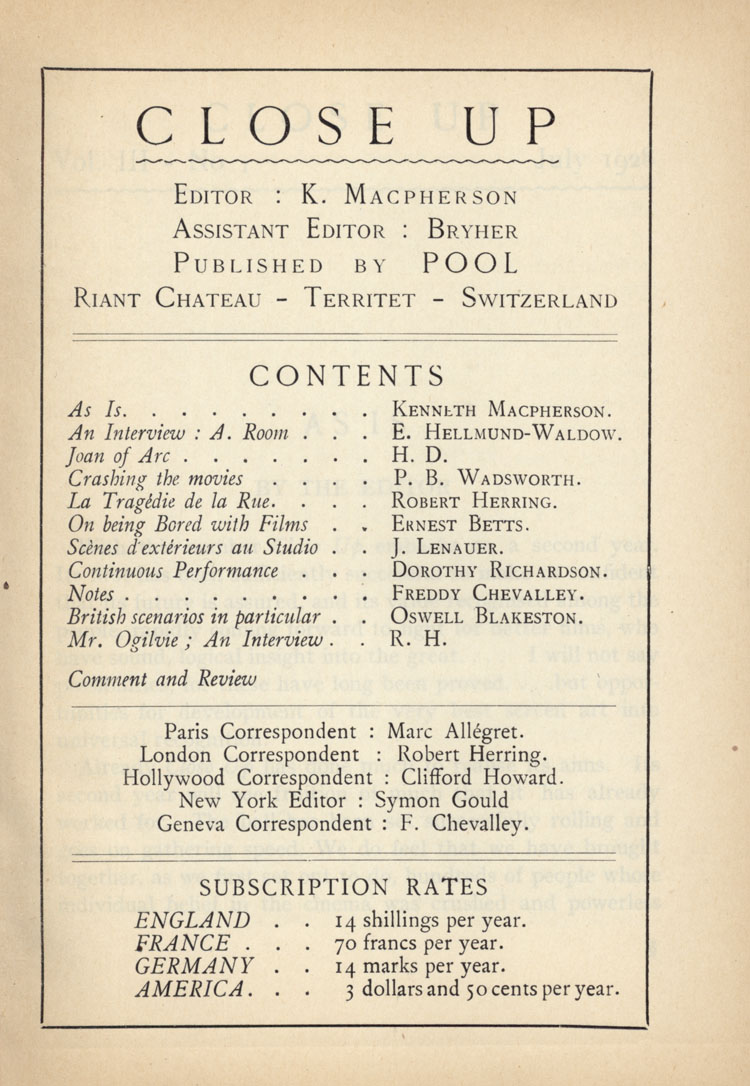 CLOSE UP
EDITOR : K. MACPHERSON
ASSISTANT EDITOR : BRYHER
PUBLISHED BY POOL
RIANT CHATEAU - TERRITET - SWITZERLAND
CONTENTS
As Is. . . . . . . . . KENNETH MACPHERSON.
An Interview : A. Room . . . E. HELLMUND-WALDOW.
Joan of Arc . . . . . . . H. D.
Crashing the movies . . . P. B. WADSWORTH.
La Tragédie de la Rue. . . . ROBERT HERRING.
On being Bored with Films . . ERNEST BETTS.
Scènes d'extérieurs au Studio . . J. LENAUER.
Continuous Performance . . . DOROTHY RICHARDSON.
Notes . . . . . . . . FREDDY CHEVALLEY.
British scenarios in particular . . OSWELL BLAKESTON.
Mr. Ogilvie ; An Interview . . R. H.
Comment and Review
Paris Correspondent : Marc Allégret.
London Correspondent : Robert Herring.
Hollywood Correspondent : Clifford Howard.
New York Editor : Symon Gould
Geneva Correspondent : F. Chevalley.
SUBSCRIPTION RATES
ENGLAND . . 14 shillings per year.
FRANCE . . . 70 francs per year.
GERMANY . . 14 marks per year.
AMERICA. . . 3 dollars and 50 cents per year.